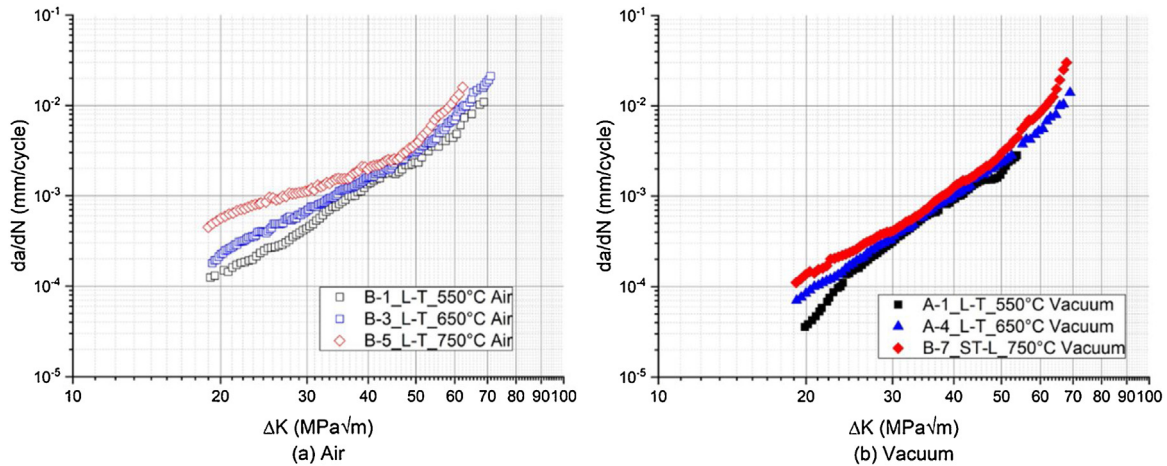 10⁻¹
10⁻²
10⁻³
10⁻⁴
10⁻⁵
da/dN (mm/cycle)
B-1_L-T_550°C Air
B-3_L-T_650°C Air
B-5_L-T_750°C Air
10 20 30 40 50 60 70 80 90 100
ΔK (MPa√m)
(a) Air
10⁻¹
10⁻²
10⁻³
10⁻⁴
10⁻⁵
da/dN (mm/cycle)
A-1_L-T_550°C Vacuum
A-4_L-T_650°C Vacuum
B-7_ST-L_750°C Vacuum
10 20 30 40 50 60 70 80 90 100
ΔK (MPa√m)
(b) Vacuum